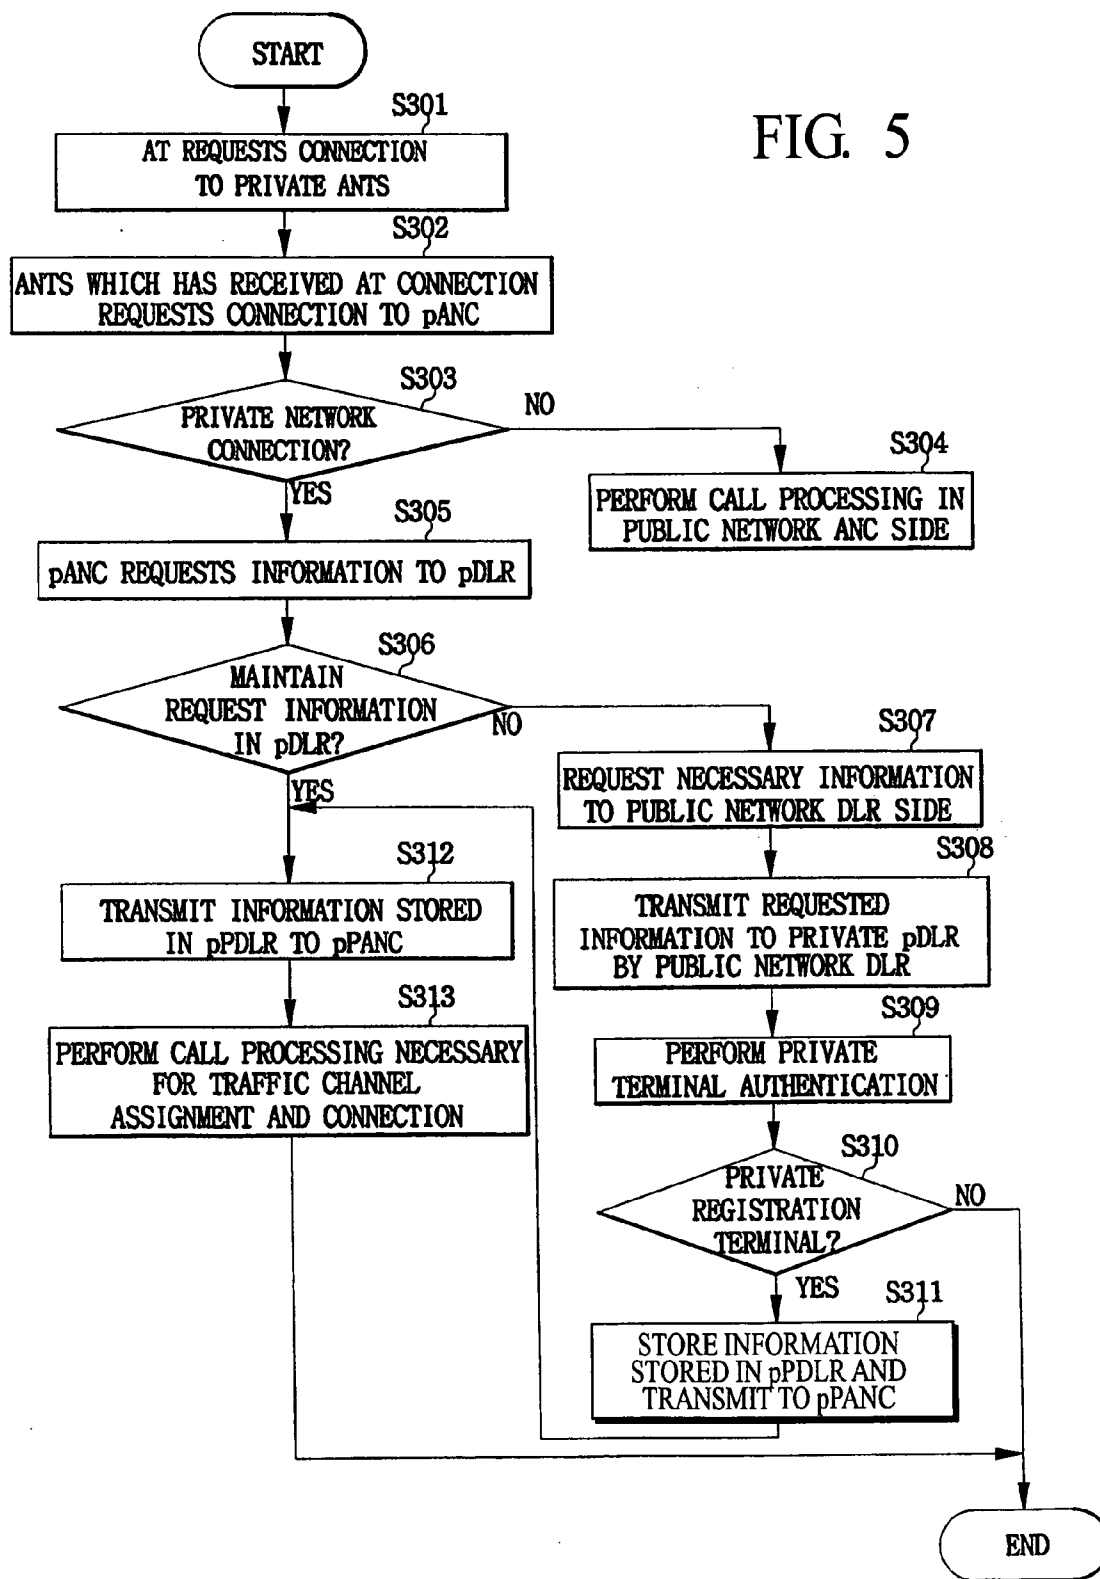 START
FIG. 5
S301
AT REQUESTS CONNECTION
TO PRIVATE ANTS
S302
ANTS WHICH HAS RECEIVED AT CONNECTION
REQUESTS CONNECTION TO pANC
S303
PRIVATE NETWORK
CONNECTION?
NO
YES
S304
PERFORM CALL PROCESSING IN
PUBLIC NETWORK ANC SIDE
S305
pANC REQUESTS INFORMATION TO pDLR
S306
MAINTAIN
REQUEST INFORMATION
IN pDLR?
NO
YES
S307
REQUEST NECESSARY INFORMATION
TO PUBLIC NETWORK DLR SIDE
S308
TRANSMIT REQUESTED
INFORMATION TO PRIVATE pDLR
BY PUBLIC NETWORK DLR
S312
TRANSMIT INFORMATION STORED
IN pPDLR TO pPANC
S309
PERFORM PRIVATE
TERMINAL AUTHENTICATION
S313
PERFORM CALL PROCESSING NECESSARY
FOR TRAFFIC CHANNEL
ASSIGNMENT AND CONNECTION
S310
PRIVATE
REGISTRATION
TERMINAL?
NO
YES
S311
STORE INFORMATION
STORED IN pPDLR AND
TRANSMIT TO pPANC
END